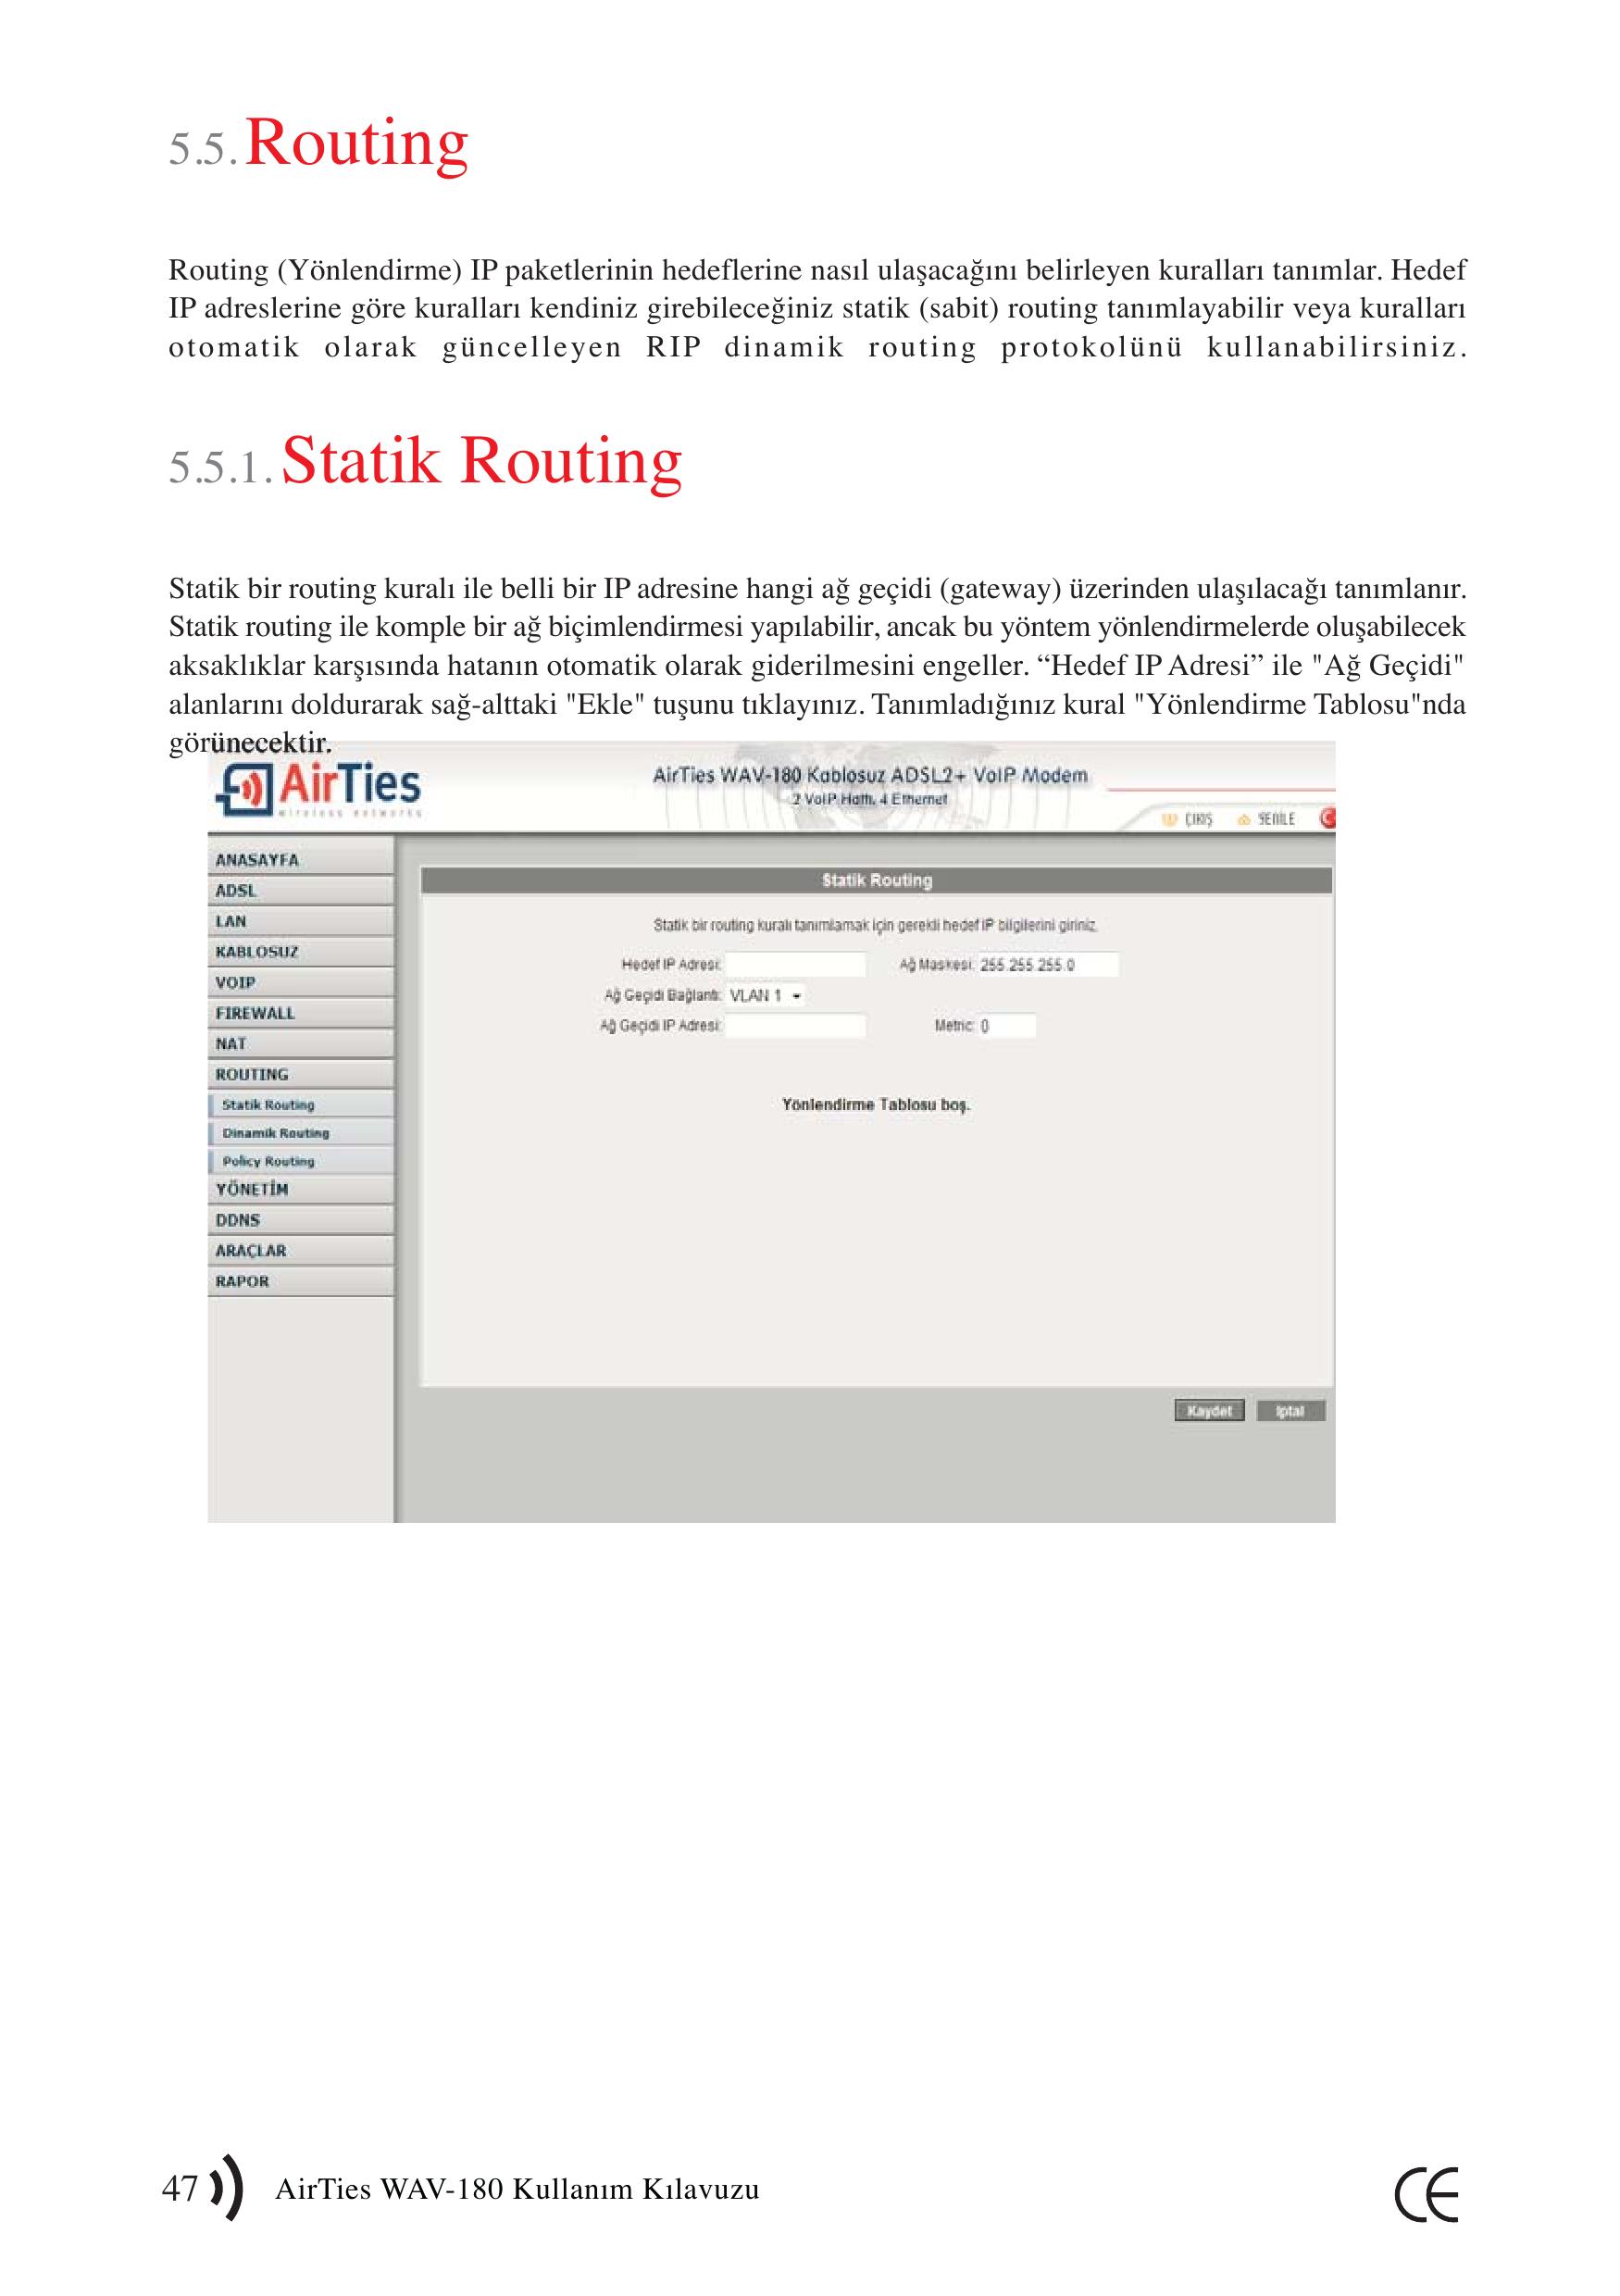 5.5. Routing
Routing (Yönlendirme) IP paketlerinin hedeflerine nasıl ulaşacağını belirleyen kuralları tanımlar. Hedef
IP adreslerine göre kuralları kendiniz girebileceğiniz statik (sabit) routing tanımlayabilir veya kuralları
otomatik olarak güncelleyen RIP dinamik routing protokolünü kullanabilirsiniz.
5.5.1. Statik Routing
Statik bir routing kuralı ile belli bir IP adresine hangi ağ geçidi (gateway) üzerinden ulaşılacağı tanımlanır.
Statik routing ile komple bir ağ biçimlendirmesi yapılabilir, ancak bu yöntem yönlendirmelerde oluşabilecek
aksaklıklar karşısında hatanın otomatik olarak giderilmesini engeller. “Hedef IP Adresi” ile "Ağ Geçidi"
alanlarını doldurarak sağ-alttaki "Ekle" tuşunu tıklayınız. Tanımladığınız kural "Yönlendirme Tablosu"nda
görünecektir.
AirTies
wireless networks
AirTies WAV-180 Kablosuz ADSL2+ VoIP Modem
2 VoIP Hattı, 4 Ethernet
ÇIKIŞ YENİLE
ANASAYFA
ADSL
LAN
KABLOSUZ
VOIP
FIREWALL
NAT
ROUTING
Statik Routing
Dinamik Routing
Policy Routing
YÖNETİM
DDNS
ARAÇLAR
RAPOR
Statik Routing
Statik bir routing kuralı tanımlamak için gerekli hedef IP bilgilerini giriniz.
Hedef IP Adresi: Ağ Maskesi: 255.255.255.0
Ağ Geçidi Bağlantı: VLAN 1
Ağ Geçidi IP Adresi: Metric: 0
Yönlendirme Tablosu boş.
Kaydet Iptal
47 AirTies WAV-180 Kullanım Kılavuzu
CE